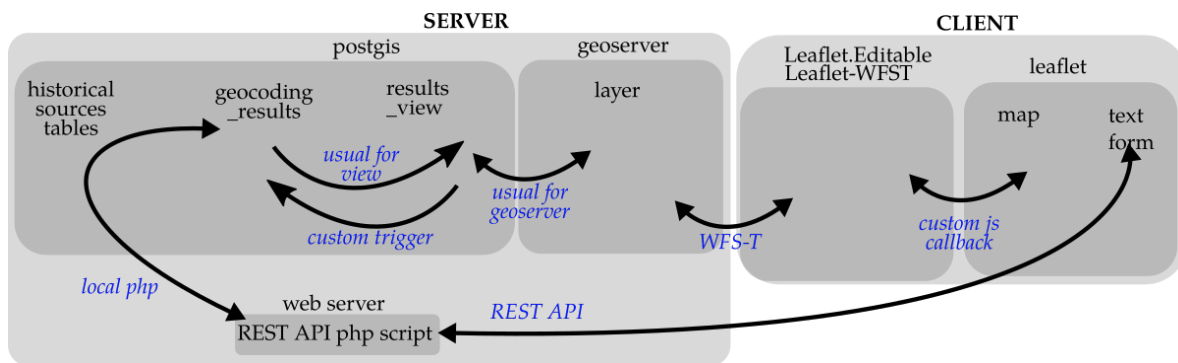 SERVER
CLIENT
postgis
geoserver
Leaflet.Editable
Leaflet-WFST
leaflet
historical
sources
tables
geocoding
_results
results
_view
layer
map
text
form
usual for
view
usual for
geoserver
custom trigger
WFS-T
custom js
callback
local php
web server
REST API
REST API php script